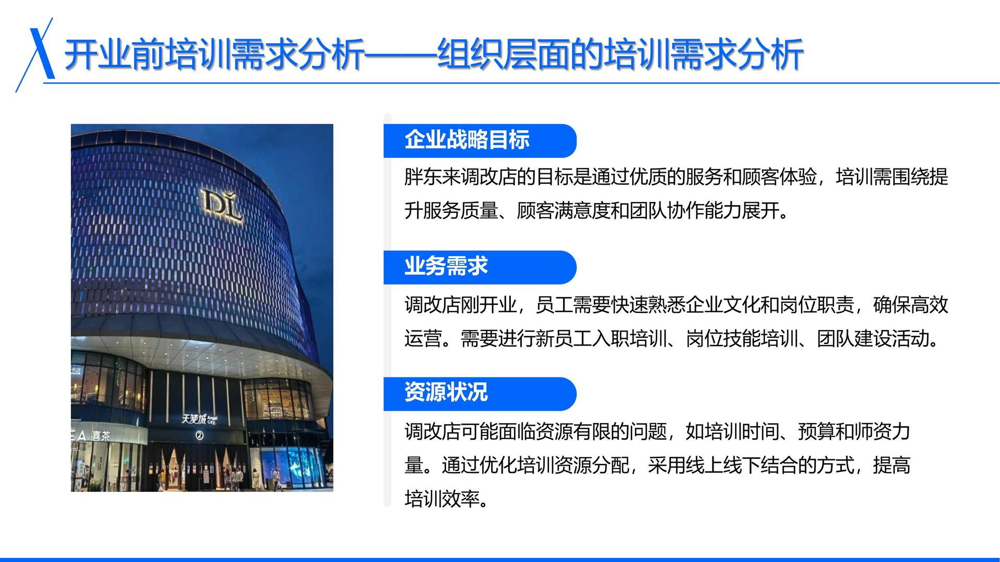 开业前培训需求分析——组织层面的培训需求分析
DL
书店
天使城 Angel City
②
EA 喜茶
企业战略目标
胖东来调改店的目标是通过优质的服务和顾客体验，培训需围绕提
升服务质量、顾客满意度和团队协作能力展开。
业务需求
调改店刚开业，员工需要快速熟悉企业文化和岗位职责，确保高效
运营。需要进行新员工入职培训、岗位技能培训、团队建设活动。
资源状况
调改店可能面临资源有限的问题，如培训时间、预算和师资力
量。通过优化培训资源分配，采用线上线下结合的方式，提高
培训效率。